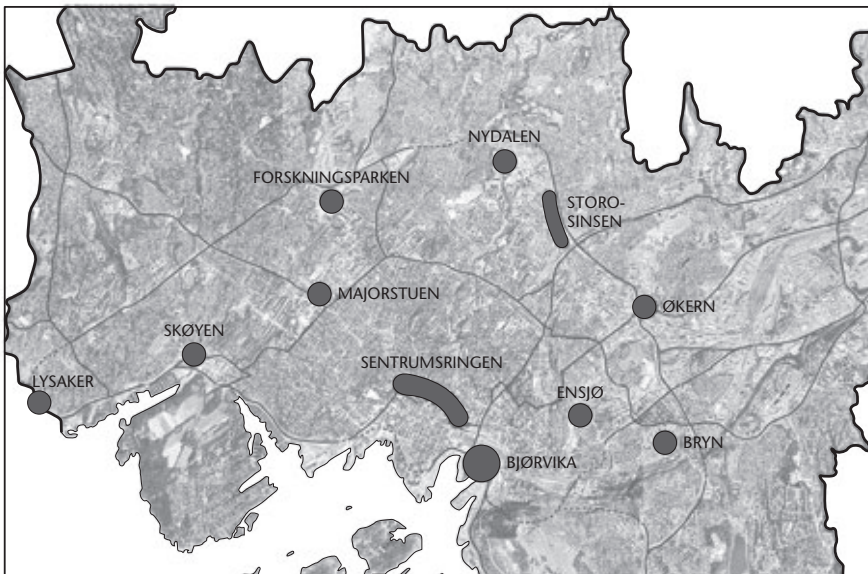 NYDALEN
FORSKNINGSPARKEN
STORO-
SINSEN
MAJORSTUEN
ØKERN
SKØYEN
SENTRUMSRINGEN
LYSAKER
ENSJØ
BRYN
BJØRVIKA